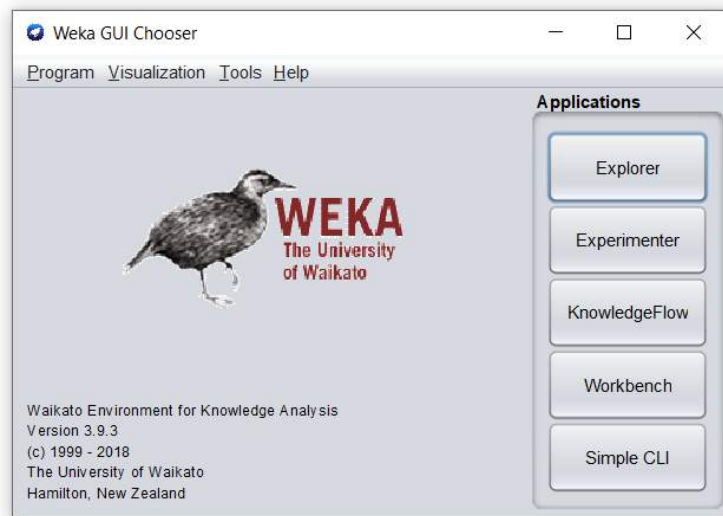 Weka GUI Chooser
Program Visualization Tools Help
Applications
Explorer
Experimenter
KnowledgeFlow
Workbench
Simple CLI
WEKA
The University
of Waikato
Waikato Environment for Knowledge Analysis
Version 3.9.3
(c) 1999 - 2018
The University of Waikato
Hamilton, New Zealand